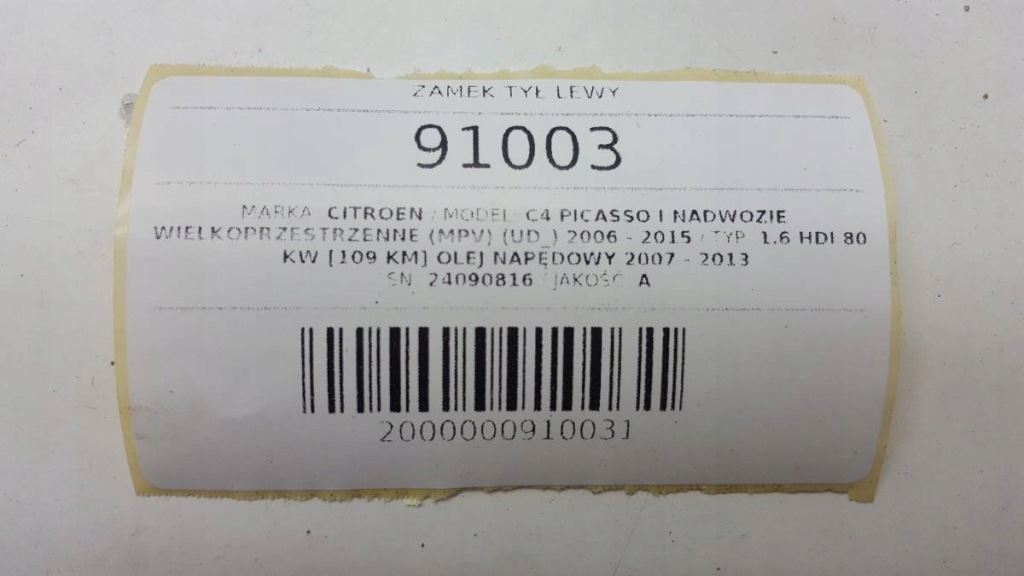 ZAMEK TYŁ LEWY
91003
MARKA: CITROEN / MODEL: C4 PICASSO I NADWOZIE
WIELKOPRZESTRZENNE (MPV) (UD_) 2006 - 2015 / TYP: 1.6 HDI 80
KW [109 KM] OLEJ NAPĘDOWY 2007 - 2013
SN: 24090816 / JAKOŚĆ: A
2000000910031